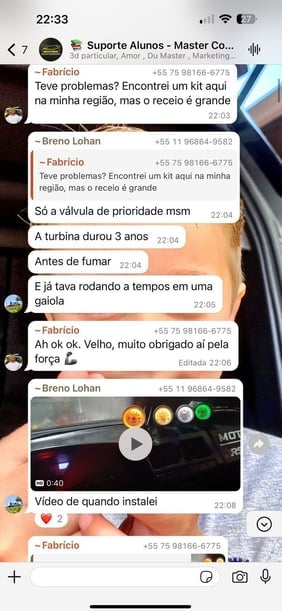 22:33
27
7
Suporte Alunos - Master Co...
3d particular, Amor , Du Master , Marketing...
~Fabrício +55 75 98166-6775
Teve problemas? Encontrei um kit aqui
na minha região, mas o receio é grande
22:03
~Breno Lohan +55 11 96864-9582
~Fabrício +55 75 98166-6775
Teve problemas? Encontrei um kit aqui na minha
região, mas o receio é grande
Só a válvula de prioridade msm 22:04
A turbina durou 3 anos 22:04
Antes de fumar 22:04
E já tava rodando a tempos em uma
gaiola 22:05
~Fabrício +55 75 98166-6775
Ah ok ok. Velho, muito obrigado aí pela
força 💪🏿 Editada 22:06
~Breno Lohan +55 11 96864-9582
MOT
HD 0:40
Vídeo de quando instalei 22:08
❤️ 2
~Fabrício +55 75 98166-6775